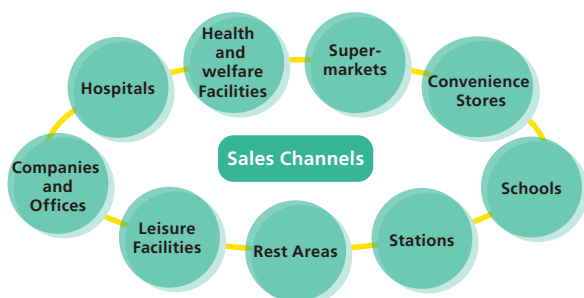 Health
and
welfare
Facilities
Super-
markets
Hospitals
Convenience
Stores
Sales Channels
Companies
and
Offices
Schools
Leisure
Facilities
Rest Areas
Stations